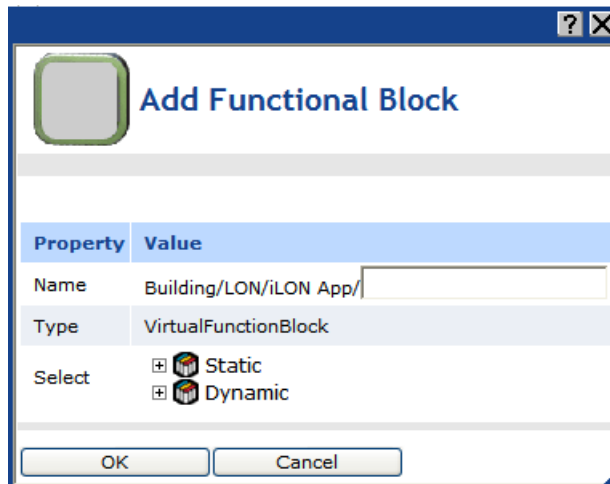 ?
Add Functional Block
Property Value
Name Building/LON/iLON App/
Type VirtualFunctionBlock
Select Static
Dynamic
OK Cancel